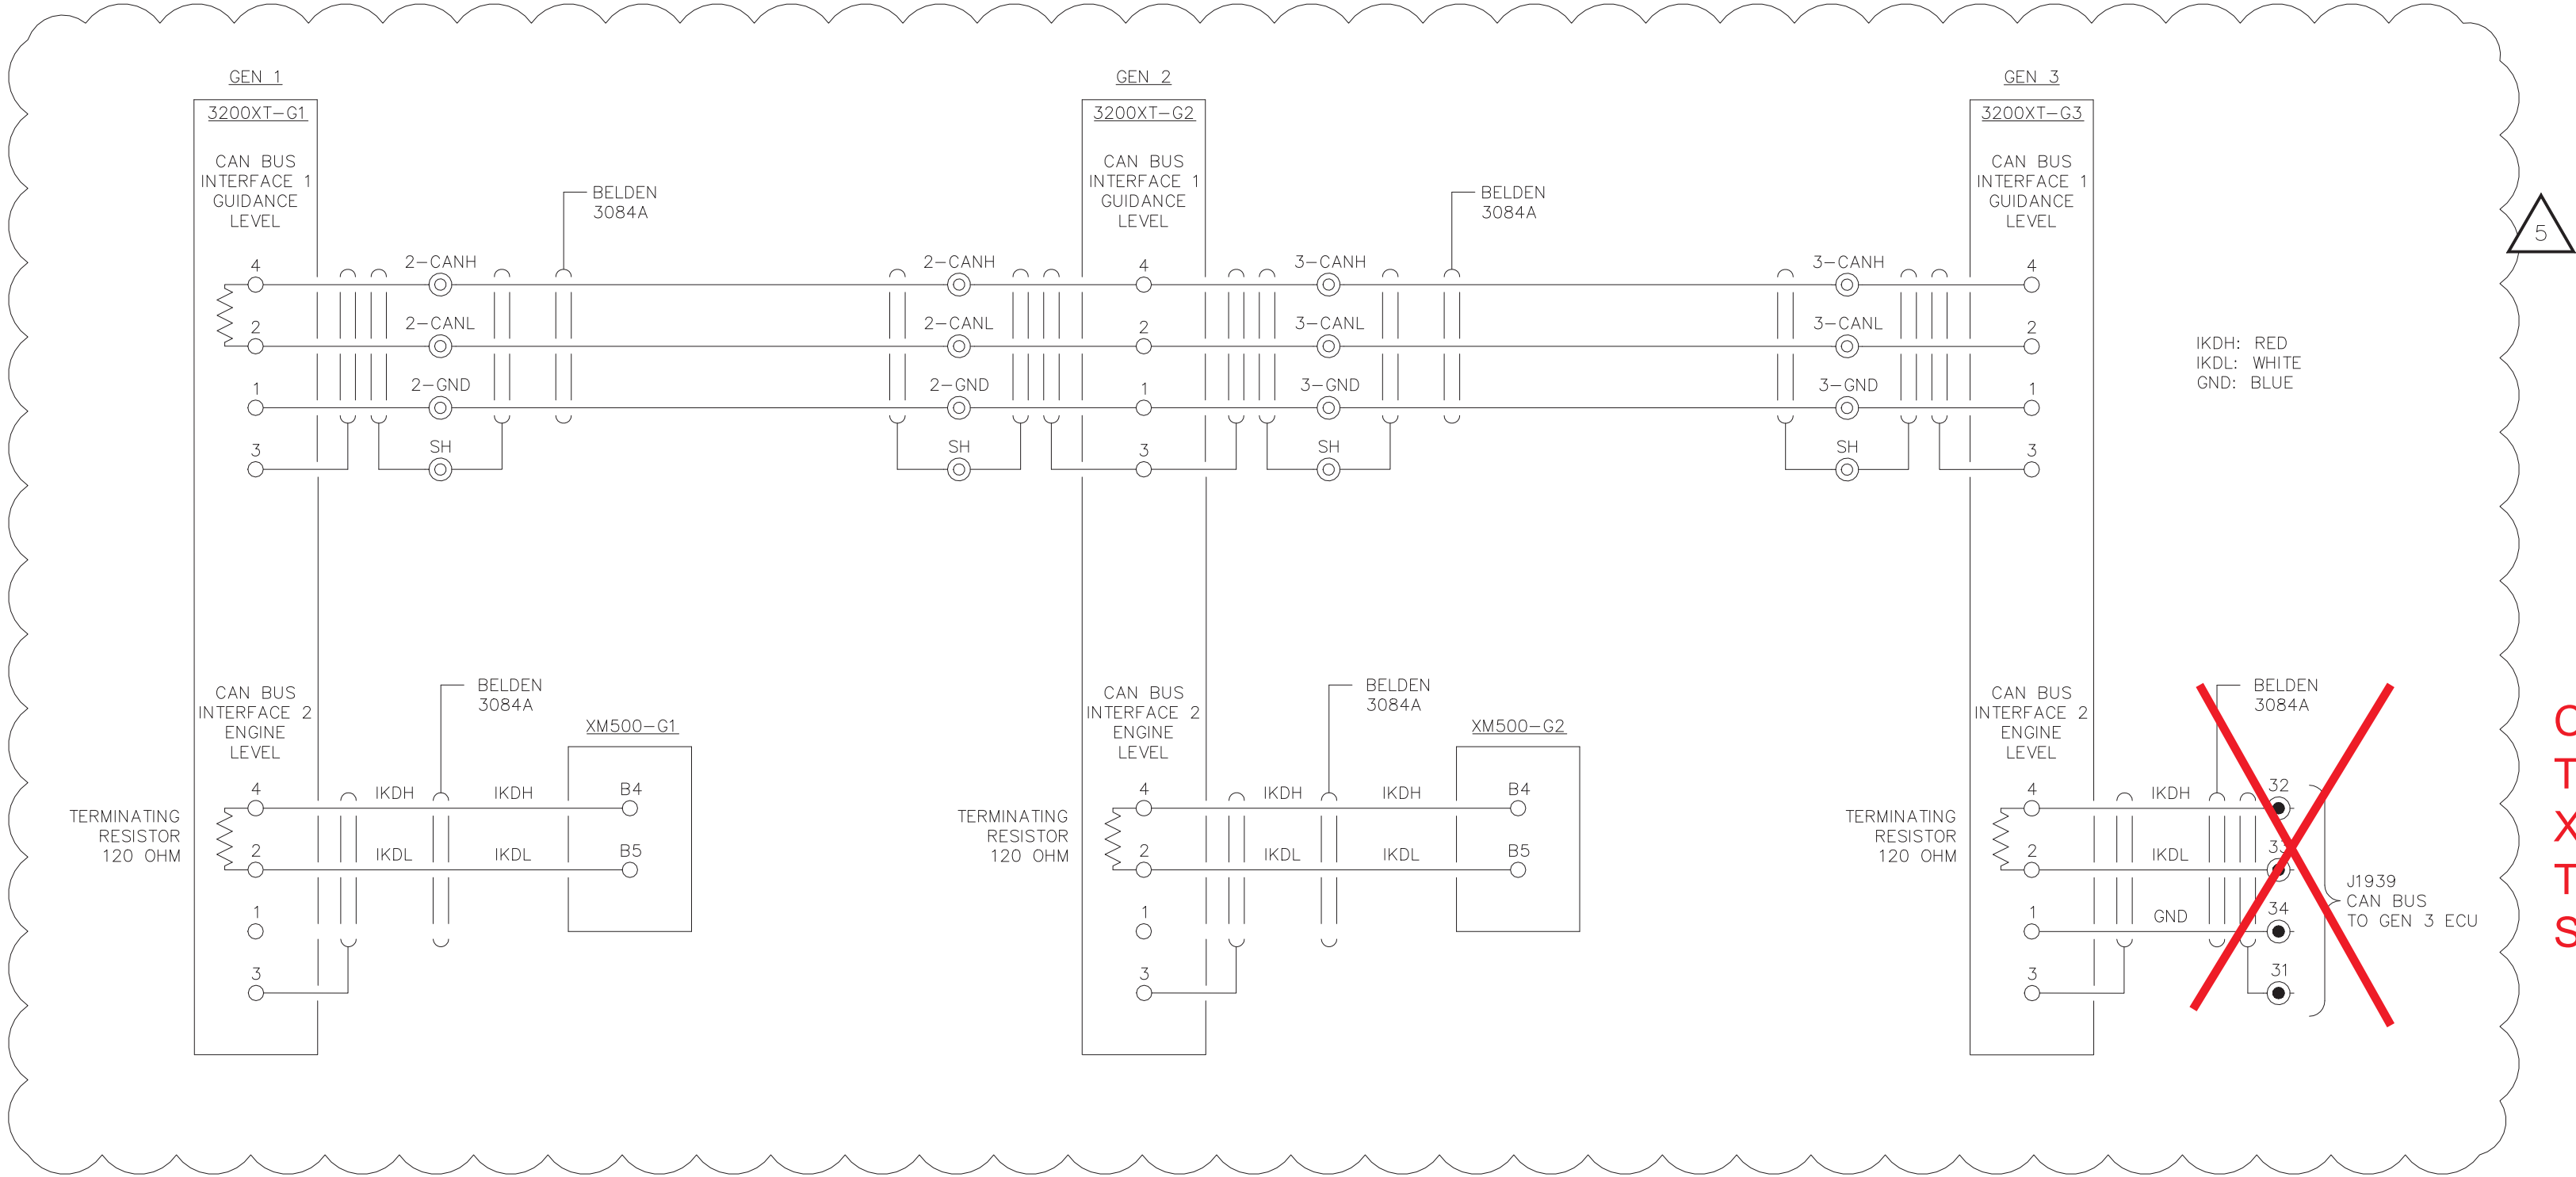 GEN 1
3200XT-G1
CAN BUS
INTERFACE 1
GUIDANCE
LEVEL
4
2
1
3
2-CANH
2-CANL
2-GND
SH
BELDEN
3084A
2-CANH
2-CANL
2-GND
SH
GEN 2
3200XT-G2
CAN BUS
INTERFACE 1
GUIDANCE
LEVEL
4
2
1
3
3-CANH
3-CANL
3-GND
SH
BELDEN
3084A
3-CANH
3-CANL
3-GND
SH
GEN 3
3200XT-G3
CAN BUS
INTERFACE 1
GUIDANCE
LEVEL
4
2
1
3
IKDH: RED
IKDL: WHITE
GND: BLUE
5
CAN BUS
INTERFACE 2
ENGINE
LEVEL
TERMINATING
RESISTOR
120 OHM
4
2
1
3
IKDH
IKDH
IKDL
IKDL
BELDEN
3084A
XM500-G1
B4
B5
CAN BUS
INTERFACE 2
ENGINE
LEVEL
TERMINATING
RESISTOR
120 OHM
4
2
1
3
IKDH
IKDH
IKDL
IKDL
BELDEN
3084A
XM500-G2
B4
B5
CAN BUS
INTERFACE 2
ENGINE
LEVEL
TERMINATING
RESISTOR
120 OHM
4
2
1
3
IKDH
IKDL
GND
BELDEN
3084A
32
33
34
31
J1939
CAN BUS
TO GEN 3 ECU